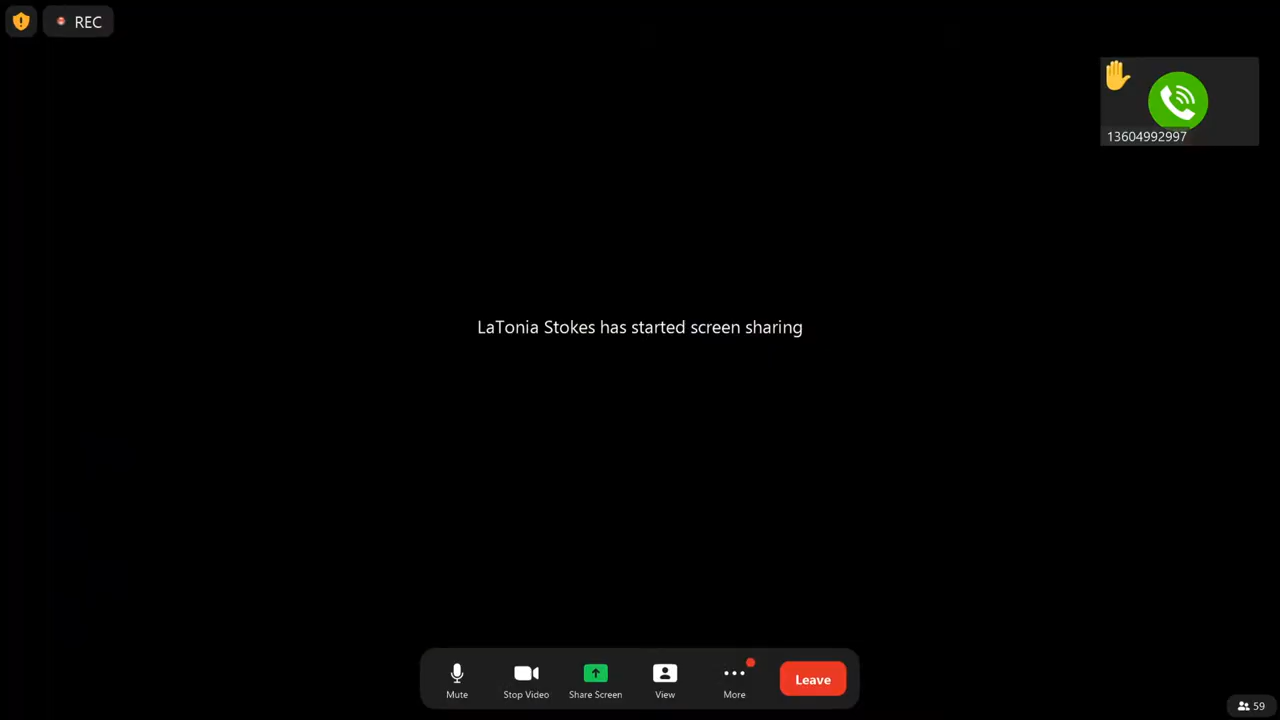 REC
13604992997
LaTonia Stokes has started screen sharing
Mute
Stop Video
Share Screen
View
More
Leave
59